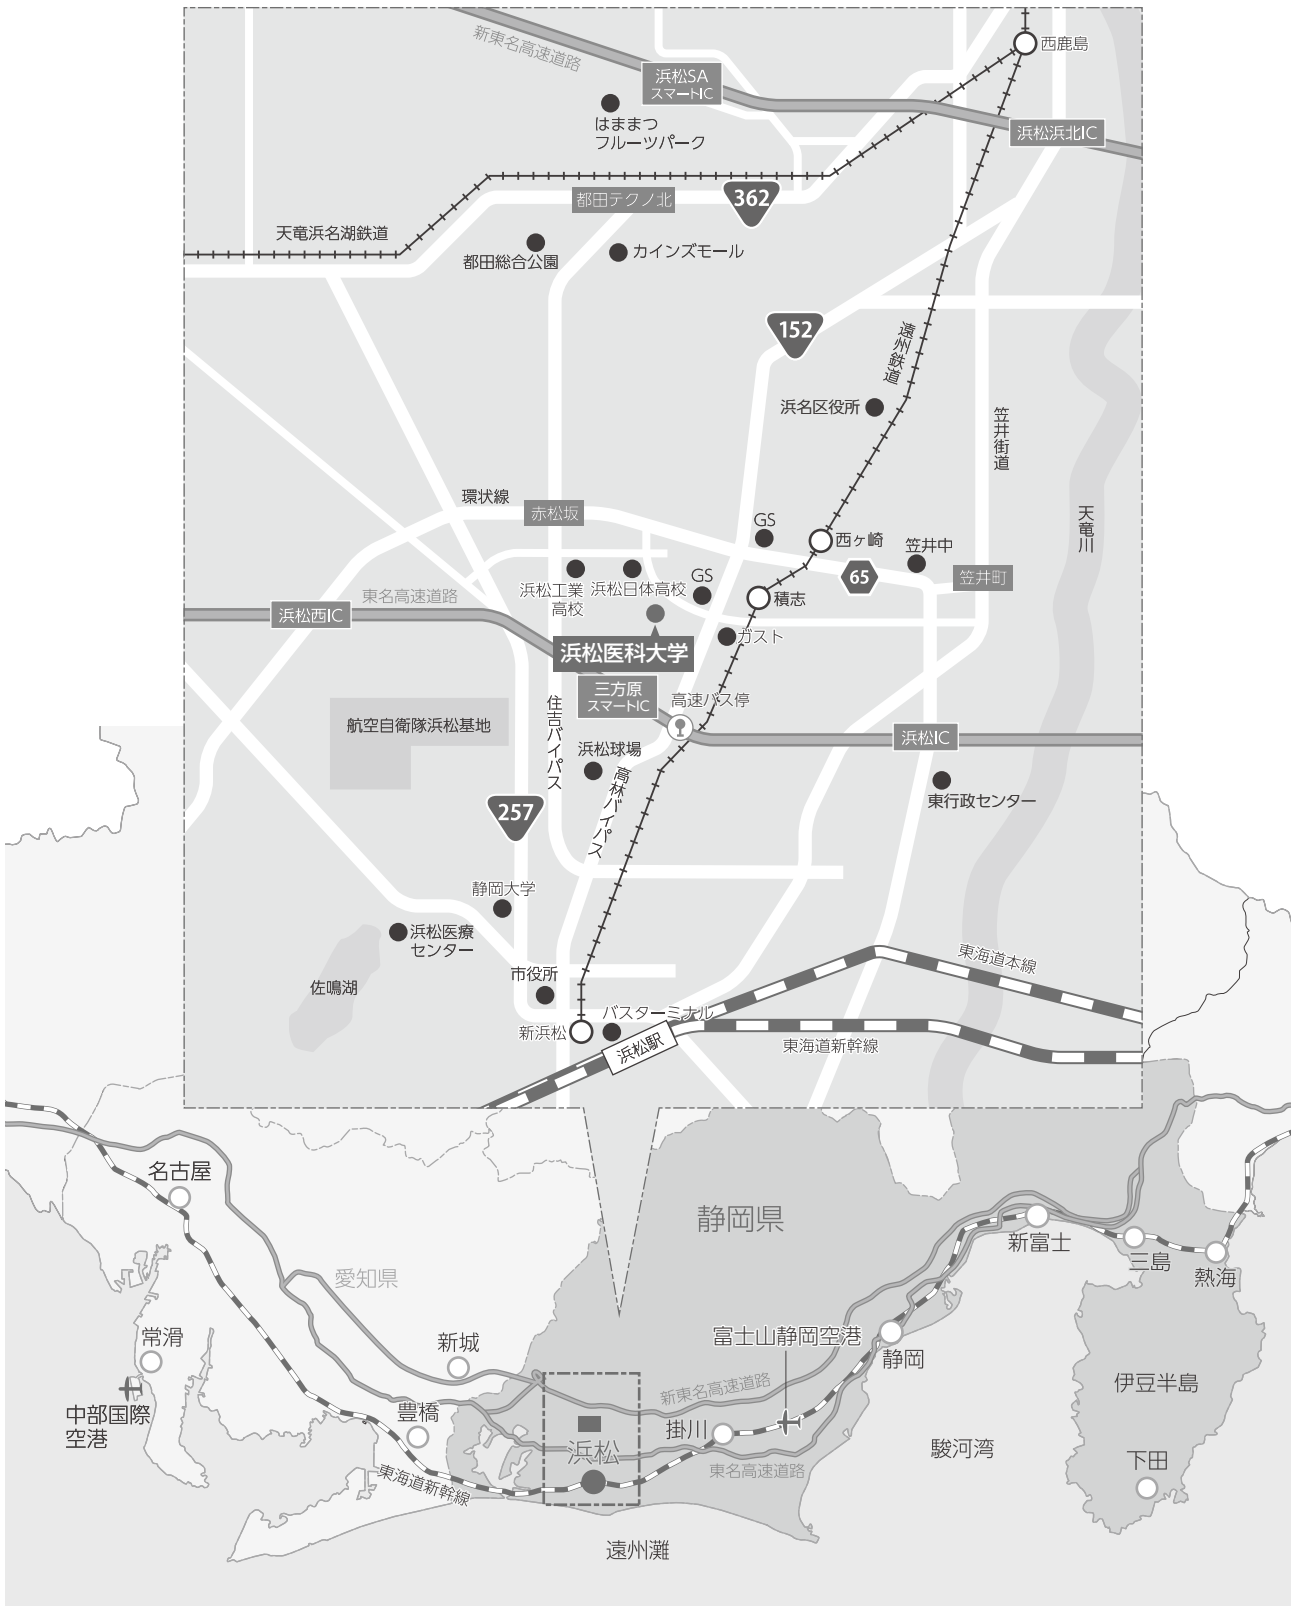 西鹿島
新東名高速道路
浜松SA
スマートIC
はままつ
フルーツパーク
浜松浜北IC
都田テクノ北
362
天竜浜名湖鉄道
都田総合公園
カインズモール
152
遠州鉄道
浜名区役所
笠井街道
環状線
赤松坂
GS
西ヶ崎
笠井中
天竜川
浜松工業
高校
浜松日体高校
GS
65
笠井町
東名高速道路
浜松西IC
積志
ガスト
浜松医科大学
三方原
スマートIC
高速バス停
航空自衛隊浜松基地
住吉バイパス
浜松球場
浜松IC
高林バイパス
東行政センター
257
静岡大学
浜松医療
センター
佐鳴湖
市役所
東海道本線
新浜松
バスターミナル
浜松駅
東海道新幹線
名古屋
静岡県
新富士
三島
熱海
愛知県
常滑
新城
富士山静岡空港
静岡
中部国際
空港
新東名高速道路
伊豆半島
豊橋
浜松
掛川
駿河湾
東海道新幹線
東名高速道路
下田
遠州灘